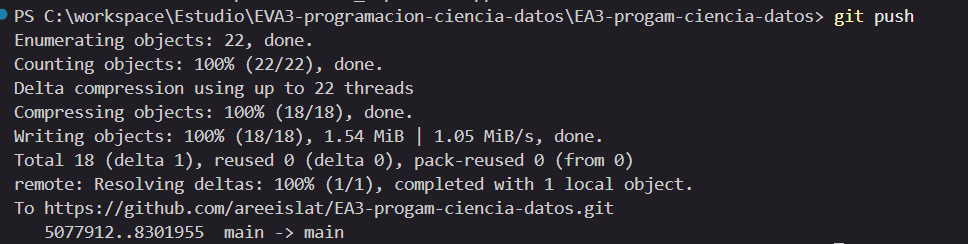 PS C:\workspace\Estudio\EVA3-programacion-ciencia-datos\EA3-progam-ciencia-datos> git push
Enumerating objects: 22, done.
Counting objects: 100% (22/22), done.
Delta compression using up to 22 threads
Compressing objects: 100% (18/18), done.
Writing objects: 100% (18/18), 1.54 MiB | 1.05 MiB/s, done.
Total 18 (delta 1), reused 0 (delta 0), pack-reused 0 (from 0)
remote: Resolving deltas: 100% (1/1), completed with 1 local object.
To https://github.com/areeislat/EA3-progam-ciencia-datos.git
   5077912..8301955  main -> main